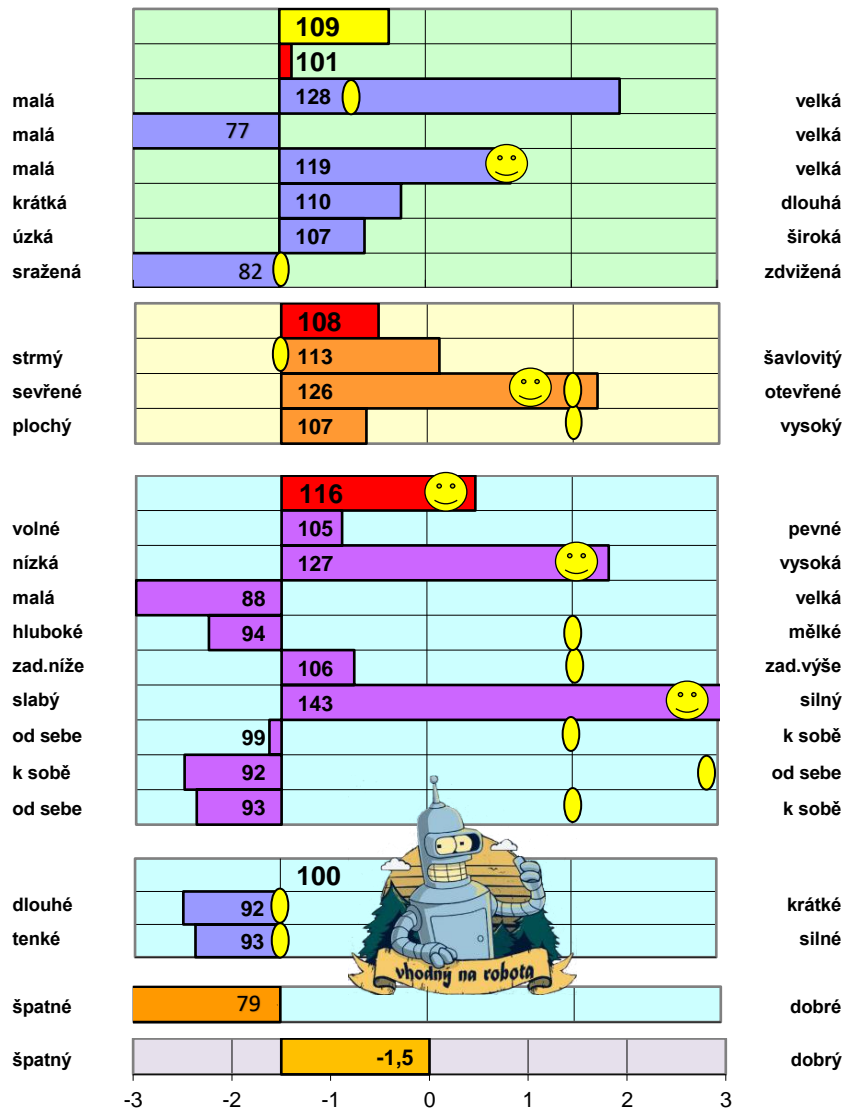 109
101
malá 128 velká
malá 77 velká
malá 119 velká
krátká 110 dlouhá
úzká 107 široká
sražená 82 zdvižená
108
strmý 113 šavlovitý
sevřené 126 otevřené
plochý 107 vysoký
116
volné 105 pevné
nízká 127 vysoká
malá 88 velká
hluboké 94 mělké
zad.níže 106 zad.výše
slabý 143 silný
od sebe 99 k sobě
k sobě 92 od sebe
od sebe 93 k sobě
100
dlouhé 92 krátké
tenké 93 silné
vhodný na robota
špatné 79 dobré
špatný -1,5 dobrý
-3 -2 -1 0 1 2 3